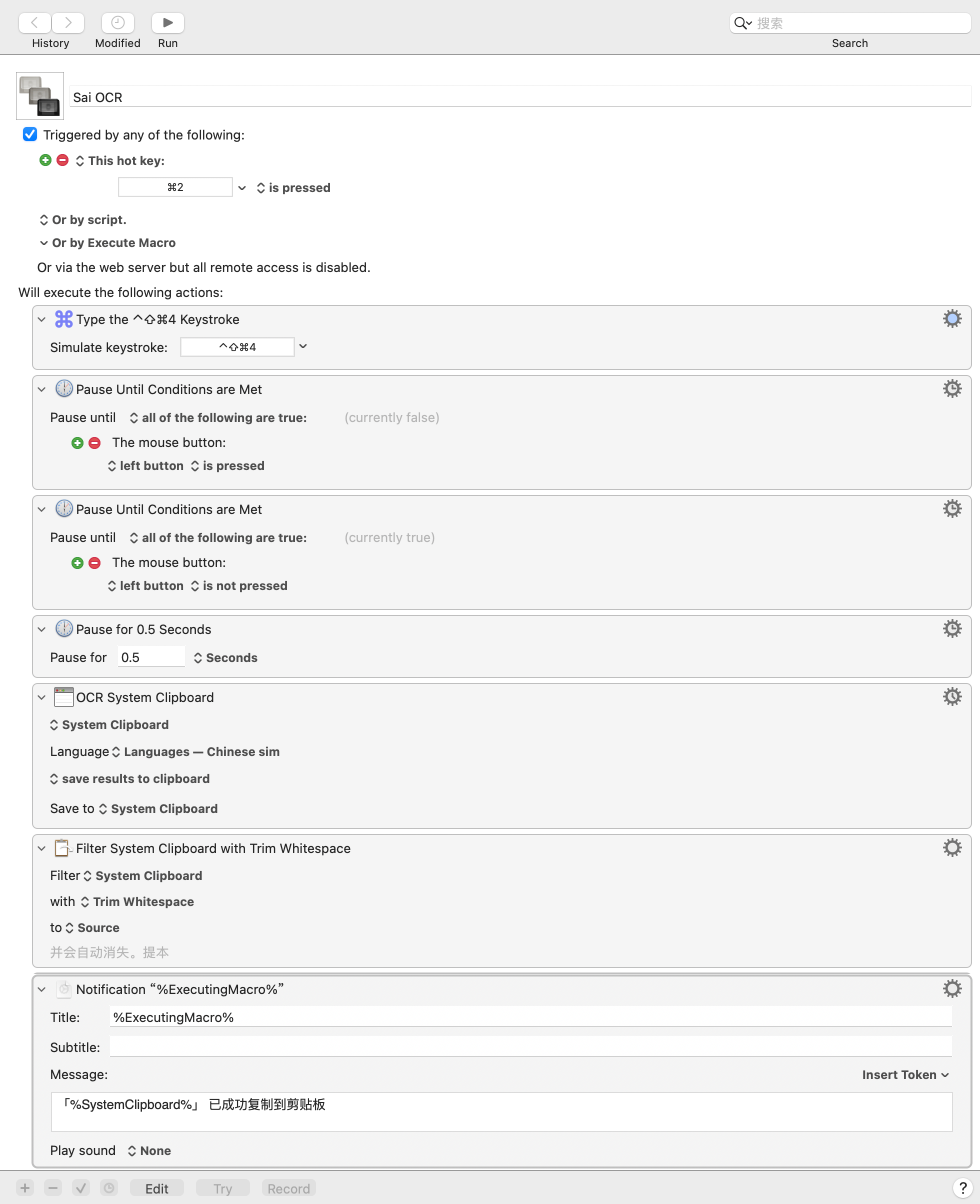 History
Modified
Run
搜索
Search
Sai OCR
Triggered by any of the following:
This hot key:
⌘2
is pressed
Or by script.
Or by Execute Macro
Or via the web server but all remote access is disabled.
Will execute the following actions:
Type the ^⇧⌘4 Keystroke
Simulate keystroke: ^⇧⌘4
Pause Until Conditions are Met
Pause until all of the following are true: (currently false)
The mouse button:
left button is pressed
Pause Until Conditions are Met
Pause until all of the following are true: (currently true)
The mouse button:
left button is not pressed
Pause for 0.5 Seconds
Pause for 0.5 Seconds
OCR System Clipboard
System Clipboard
Language Languages — Chinese sim
save results to clipboard
Save to System Clipboard
Filter System Clipboard with Trim Whitespace
Filter System Clipboard
with Trim Whitespace
to Source
并会自动消失。提本
Notification “%ExecutingMacro%”
Title: %ExecutingMacro%
Subtitle:
Message: Insert Token
「%SystemClipboard%」 已成功复制到剪贴板
Play sound None
Edit Try Record ?